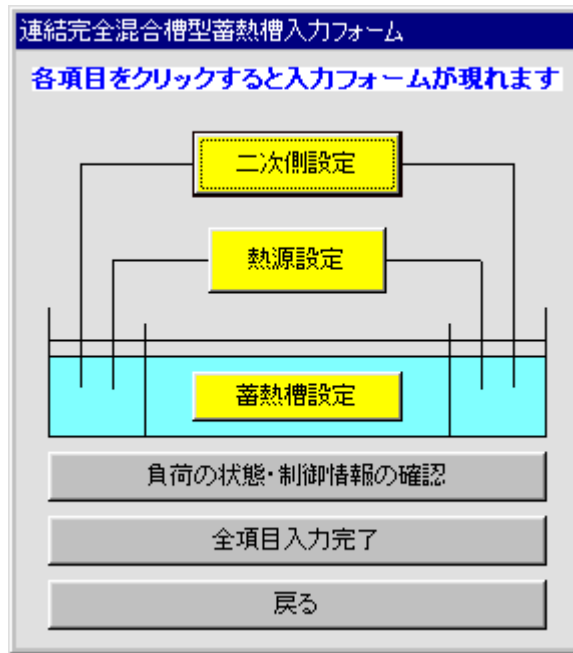 連結完全混合槽型蓄熱槽入力フォーム
各項目をクリックすると入力フォームが現れます
二次側設定
熱源設定
蓄熱槽設定
負荷の状態・制御情報の確認
全項目入力完了
戻る